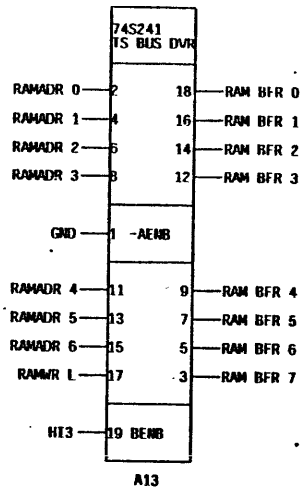 74S241
TS BUS DVR
RAMADR 0 2 18 RAM BFR 0
RAMADR 1 4 16 RAM BFR 1
RAMADR 2 6 14 RAM BFR 2
RAMADR 3 8 12 RAM BFR 3
GND 1 -AENB
RAMADR 4 11 9 RAM BFR 4
RAMADR 5 13 7 RAM BFR 5
RAMADR 6 15 5 RAM BFR 6
RAMWR L 17 3 RAM BFR 7
HI3 19 BENB
A13